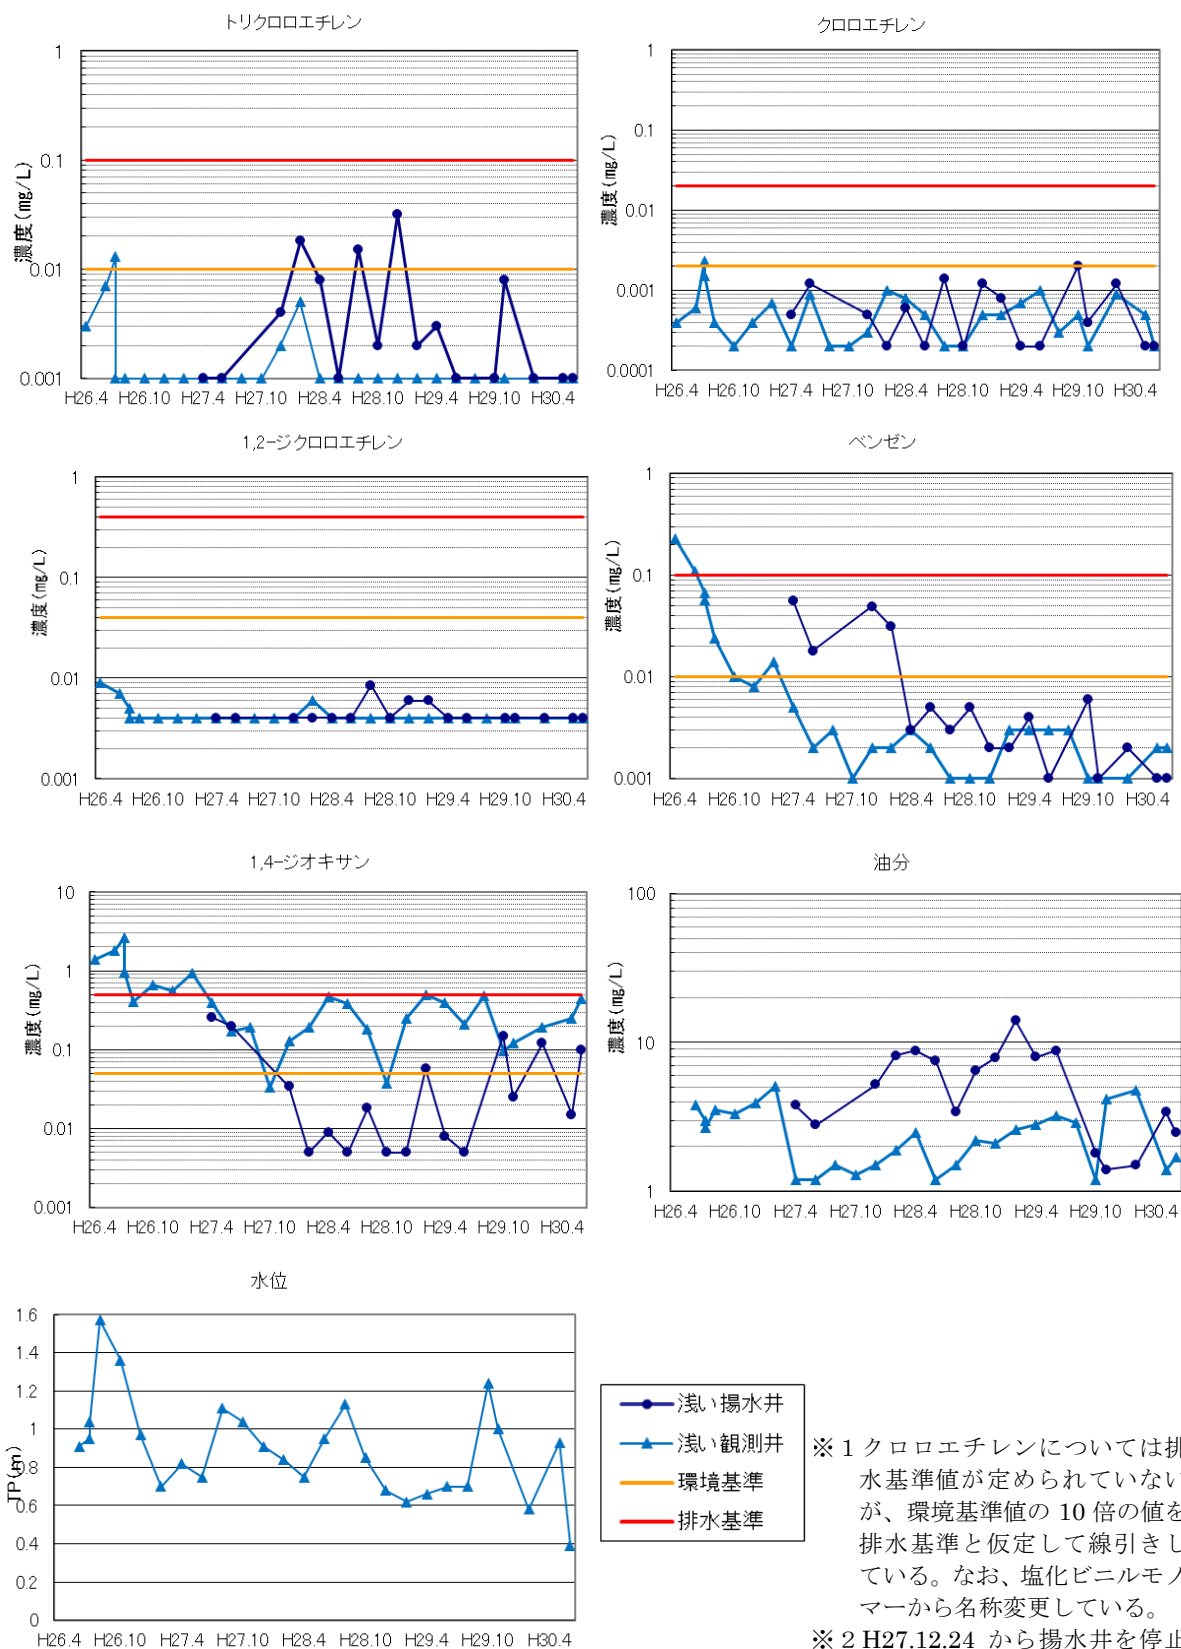 トリクロロエチレン
濃度(mg/L)
1
0.1
0.01
0.001
H26.4 H26.10 H27.4 H27.10 H28.4 H28.10 H29.4 H29.10 H30.4
クロロエチレン
濃度(mg/L)
1
0.1
0.01
0.001
0.0001
H26.4 H26.10 H27.4 H27.10 H28.4 H28.10 H29.4 H29.10 H30.4
1,2-ジクロロエチレン
濃度(mg/L)
1
0.1
0.01
0.001
H26.4 H26.10 H27.4 H27.10 H28.4 H28.10 H29.4 H29.10 H30.4
ベンゼン
濃度(mg/L)
1
0.1
0.01
0.001
H26.4 H26.10 H27.4 H27.10 H28.4 H28.10 H29.4 H29.10 H30.4
1,4-ジオキサン
濃度(mg/L)
10
1
0.1
0.01
0.001
H26.4 H26.10 H27.4 H27.10 H28.4 H28.10 H29.4 H29.10 H30.4
油分
濃度(mg/L)
100
10
1
H26.4 H26.10 H27.4 H27.10 H28.4 H28.10 H29.4 H29.10 H30.4
水位
TP(m)
1.6
1.4
1.2
1
0.8
0.6
0.4
0.2
0
H26.4 H26.10 H27.4 H27.10 H28.4 H28.10 H29.4 H29.10 H30.4
浅い揚水井
浅い観測井
環境基準
排水基準
※1クロロエチレンについては排
水基準値が定められていない
が、環境基準値の 10 倍の値を
排水基準と仮定して線引きし
ている。なお、塩化ビニルモノ
マーから名称変更している。
※2 H27.12.24 から揚水井を停止